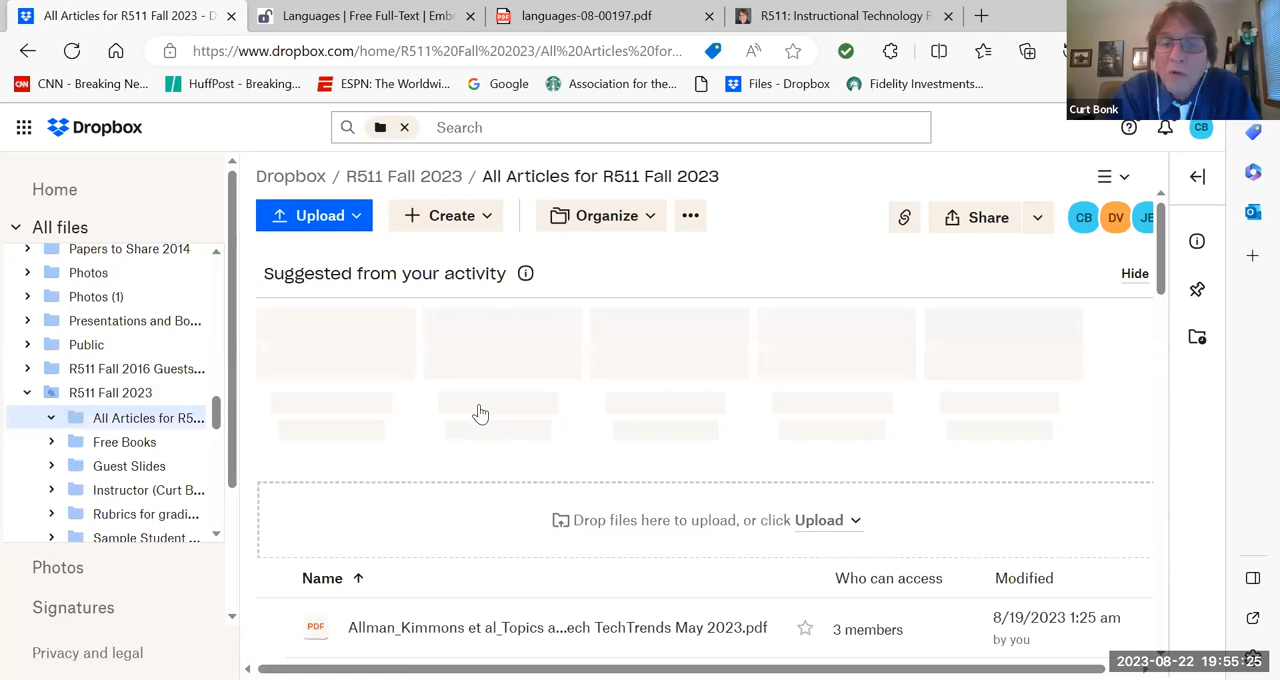 All items for R511 Fall 2023 - D
Languages | Free Full-Text | Embr
languages-08-00197.pdf
R511: Instructional Technology F
https://www.dropbox.com/home/R511%20Fall%202023/All%20Articles%20for...
CNN - Breaking Ne...
HuffPost - Breaking...
ESPN: The Worldwi...
Google
Association for the...
Files - Dropbox
Fidelity Investments...
Curt Bonk
Dropbox
Search
CB
Home
All files
Papers to Share 2014
Photos
Photos (1)
Presentations and Bo...
Public
R511 Fall 2016 Guests...
R511 Fall 2023
All Articles for R5...
Free Books
Guest Slides
Instructor (Curt B...
Rubrics for gradi...
Sample Student ...
Photos
Signatures
Privacy and legal
Dropbox / R511 Fall 2023 / All Articles for R511 Fall 2023
Upload
Create
Organize
Share
CB DV JE
Suggested from your activity
Hide
Drop files here to upload, or click Upload
Name Who can access Modified
PDF Allman_Kimmons et al_Topics a...ech TechTrends May 2023.pdf 3 members 8/19/2023 1:25 am
by you
2023-08-22 19:55:25